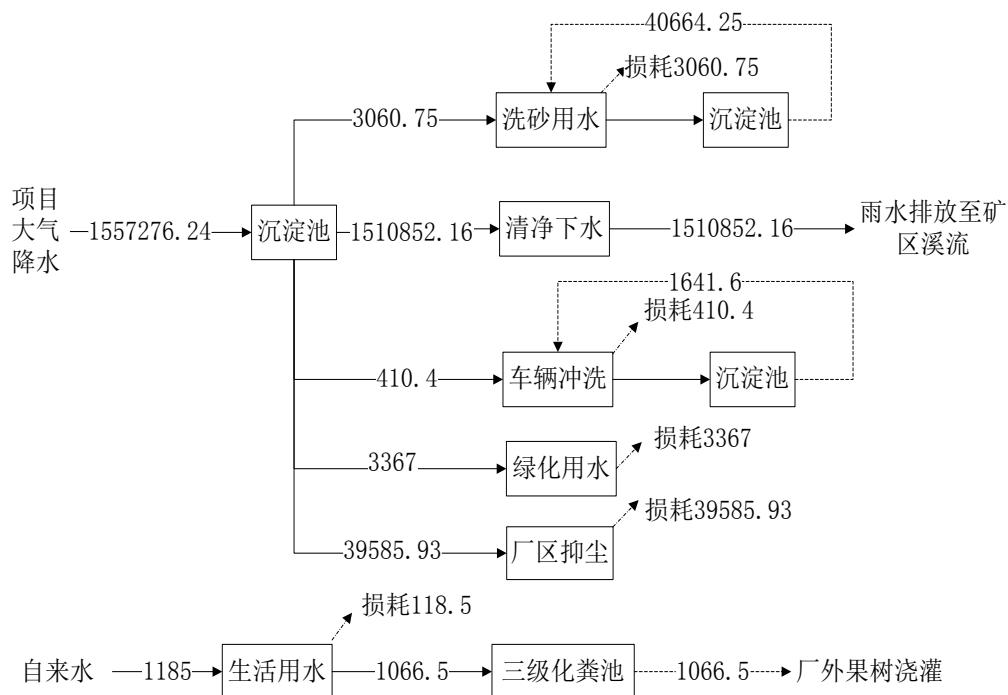 40664.25
损耗3060.75
3060.75
洗砂用水
沉淀池
项目
大气
降水
1557276.24
沉淀池
1510852.16
清净下水
1510852.16
雨水排放至矿
区溪流
1641.6
损耗410.4
410.4
车辆冲洗
沉淀池
损耗3367
3367
绿化用水
损耗39585.93
39585.93
厂区抑尘
损耗118.5
自来水
1185
生活用水
1066.5
三级化粪池
1066.5
厂外果树浇灌